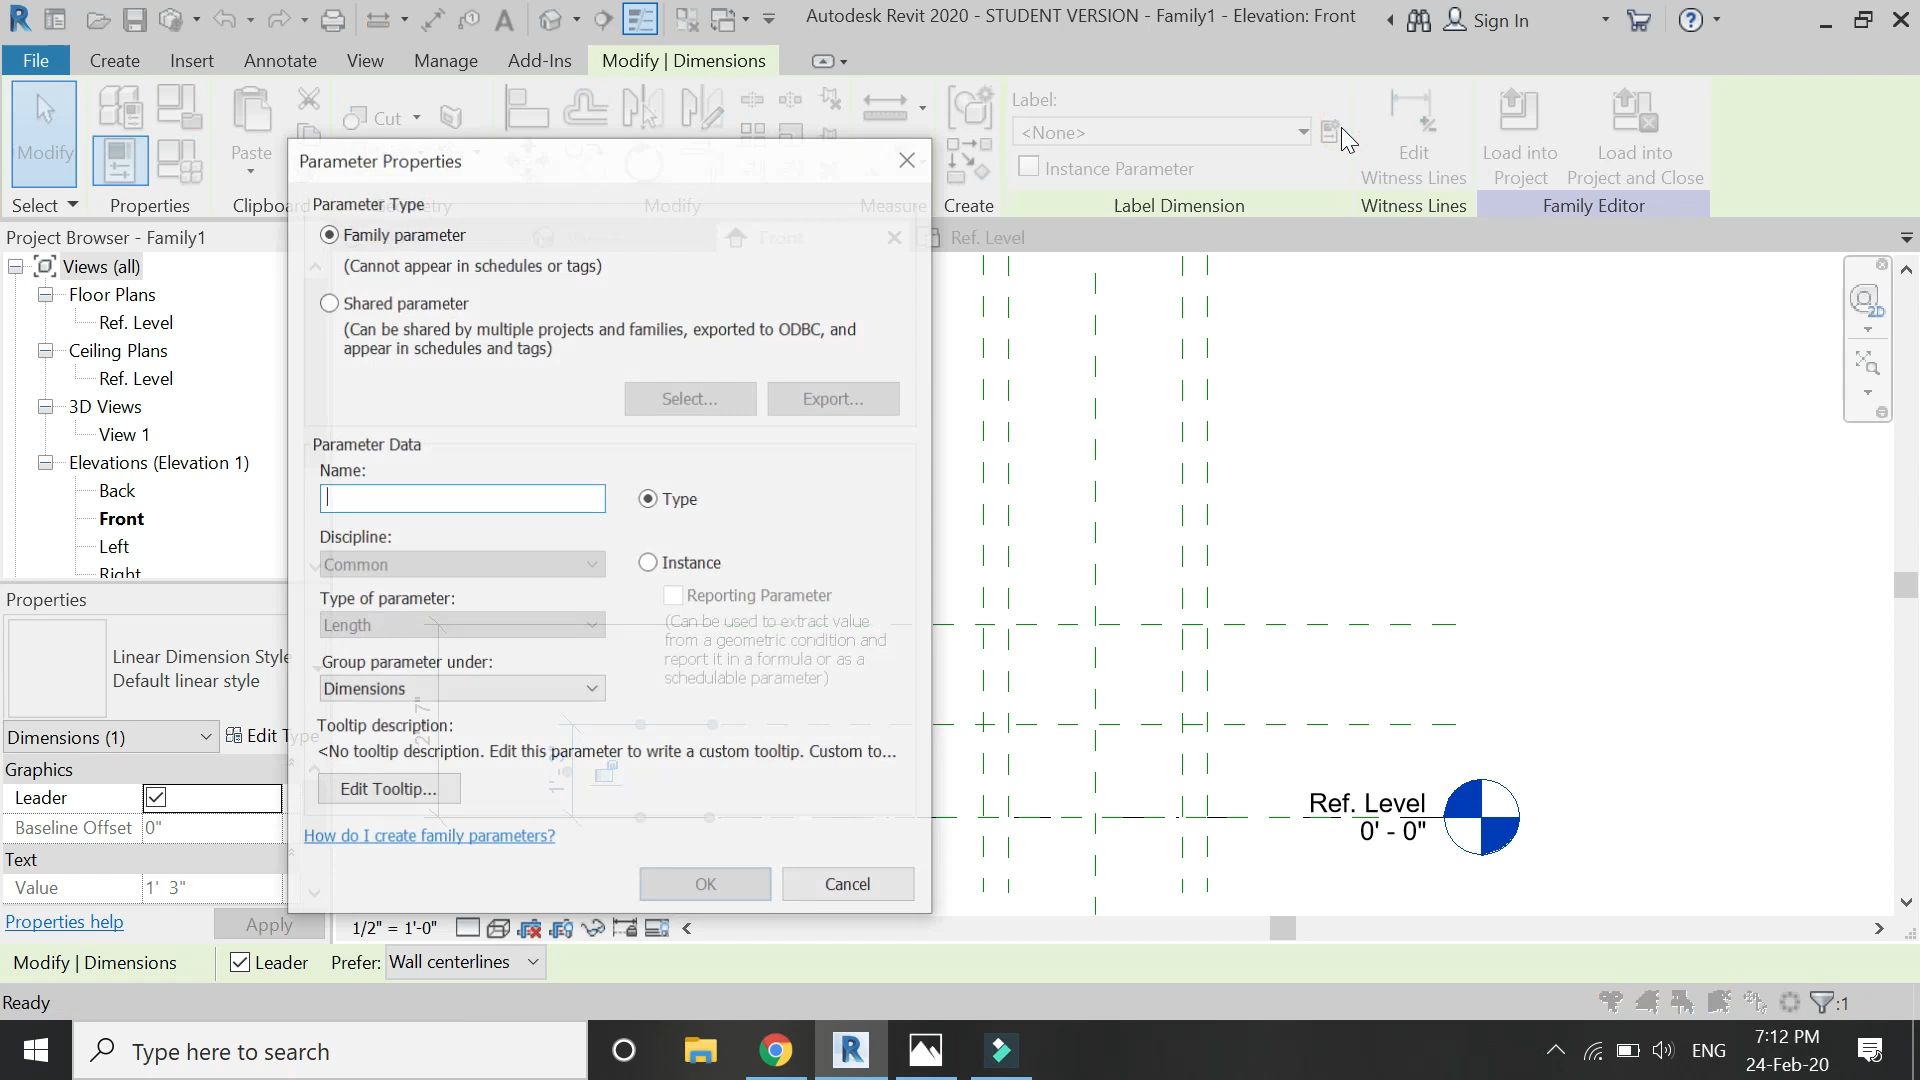 Autodesk Revit 2020 - STUDENT VERSION - Family1 - Elevation: Front
Sign In
File
Create
Insert
Annotate
View
Manage
Add-Ins
Modify | Dimensions
Modify
Paste
Cut
Label:
<None>
Instance Parameter
Edit
Witness Lines
Load into
Project
Load into
Project and Close
Select
Properties
Clipboard
Geometry
Modify
Measure
Create
Label Dimension
Witness Lines
Family Editor
Project Browser - Family1
Front
Ref. Level
Views (all)
Floor Plans
Ref. Level
Ceiling Plans
Ref. Level
3D Views
View 1
Elevations (Elevation 1)
Back
Front
Left
Right
Properties
Linear Dimension Style
Default linear style
Dimensions (1)
Edit Type
Graphics
Leader
Baseline Offset
0"
Text
Value
1'  3"
Properties help
Apply
Parameter Properties
Parameter Type
Family parameter
(Cannot appear in schedules or tags)
Shared parameter
(Can be shared by multiple projects and families, exported to ODBC, and
appear in schedules and tags)
Select...
Export...
Parameter Data
Name:
Type
Discipline:
Common
Instance
Type of parameter:
Reporting Parameter
Length
(Can be used to extract value
from a geometric condition and
report it in a formula or as a
schedulable parameter)
Group parameter under:
Dimensions
Tooltip description:
<No tooltip description. Edit this parameter to write a custom tooltip. Custom to...
Edit Tooltip...
How do I create family parameters?
OK
Cancel
Ref. Level
0' - 0"
1/2" = 1'-0"
Modify | Dimensions
Leader
Prefer:
Wall centerlines
Ready
:1
Type here to search
ENG
7:12 PM
24-Feb-20